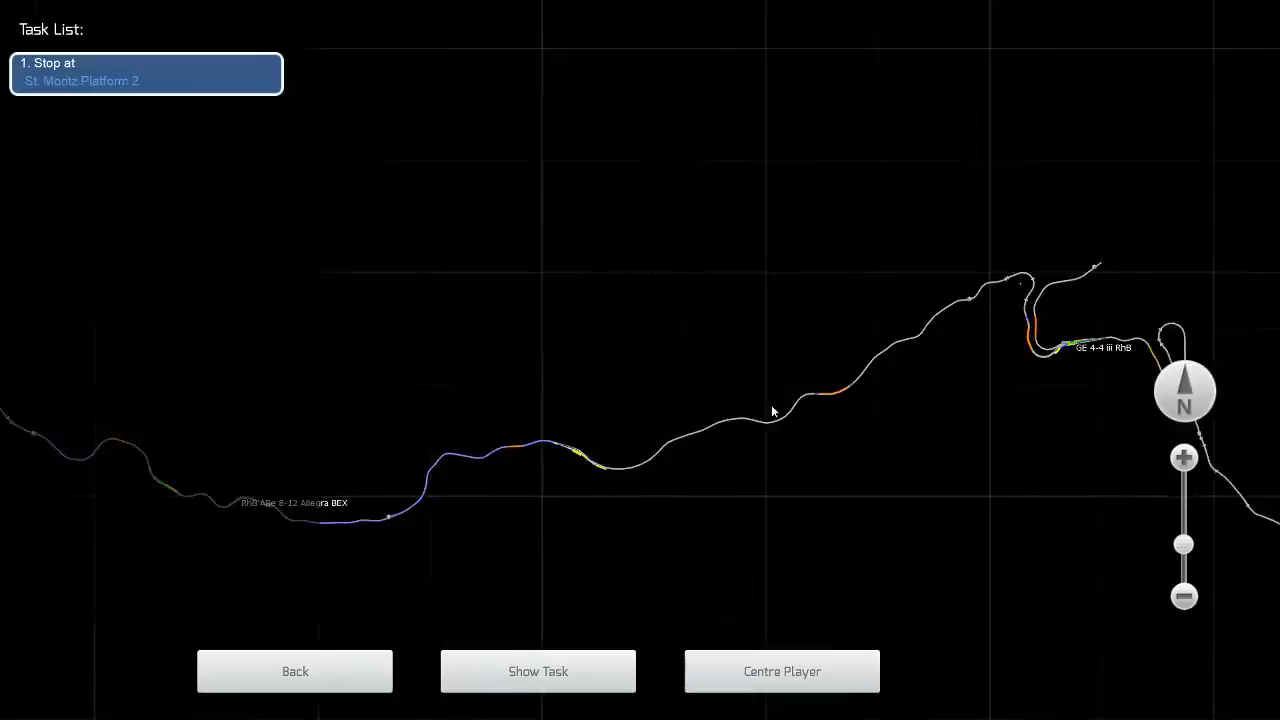 Task List:
1. Stop at
St. Moritz Platform 2
GE 4-4 iii RhB
N
RhB ABe 8-12 Allegra BEX
Back
Show Task
Centre Player